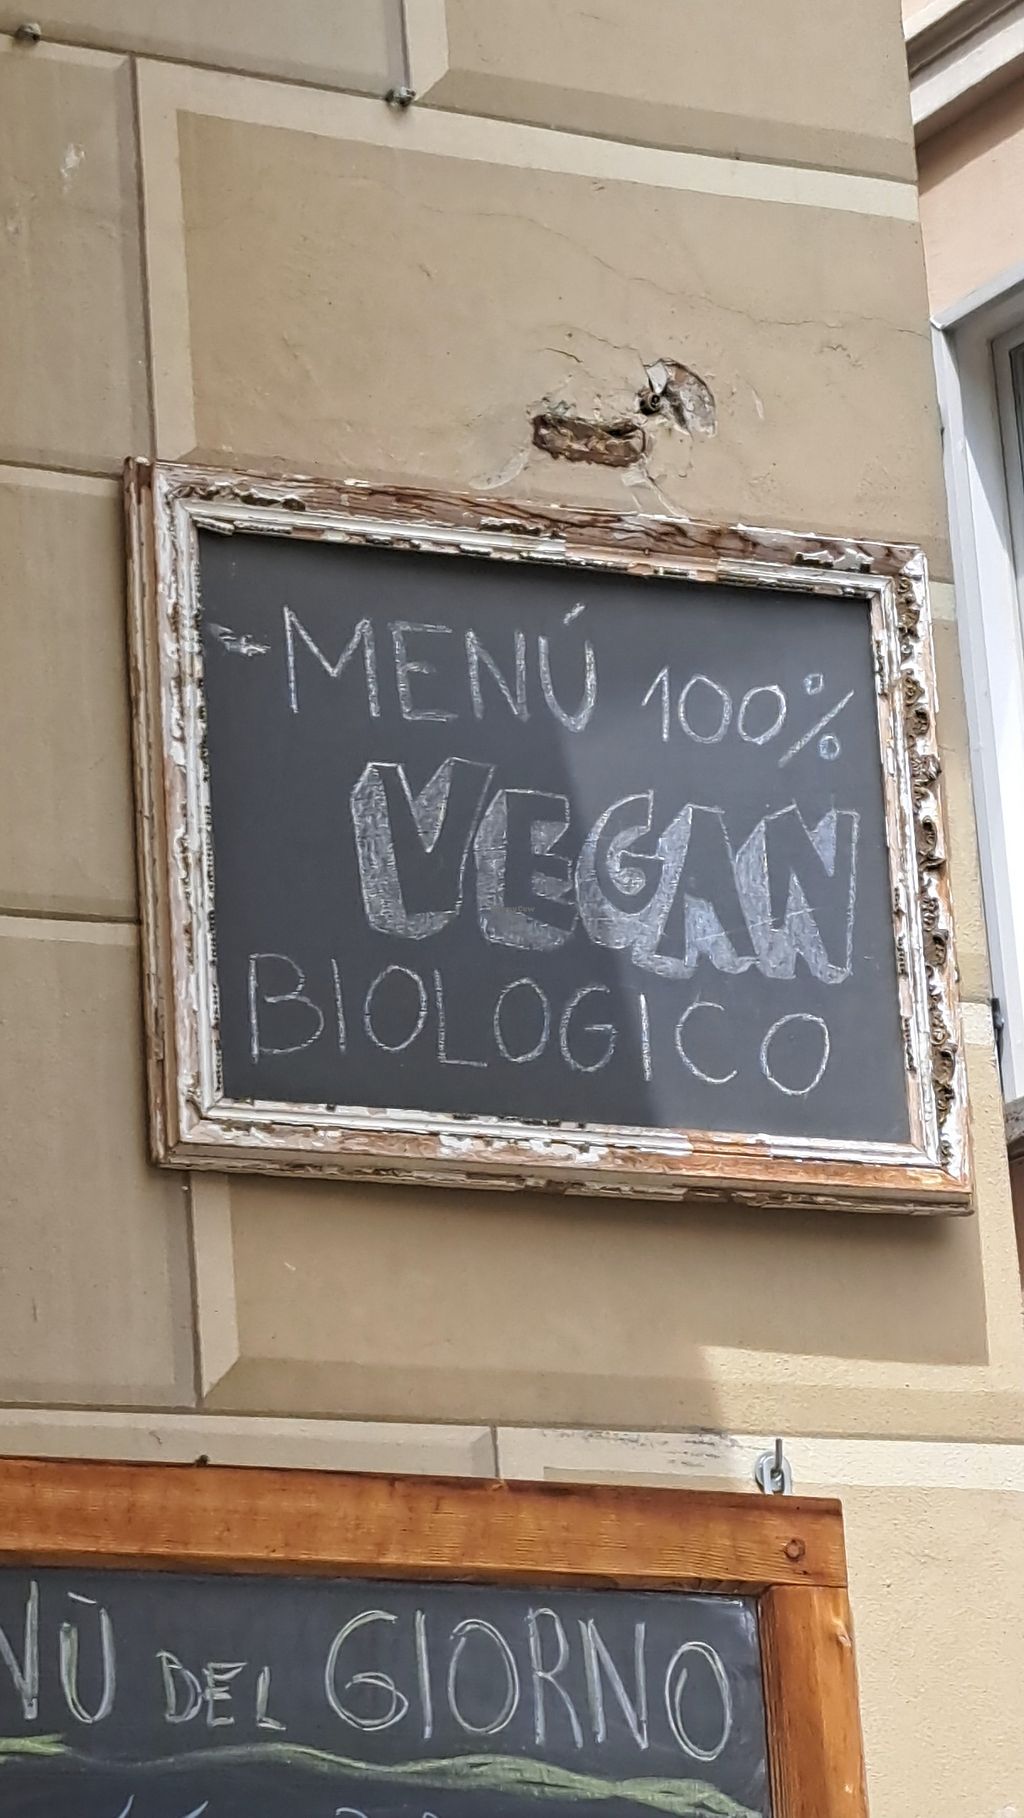 MENÚ 100%
VEGAN
BIOLOGICO
NÙ DEL GIORNO